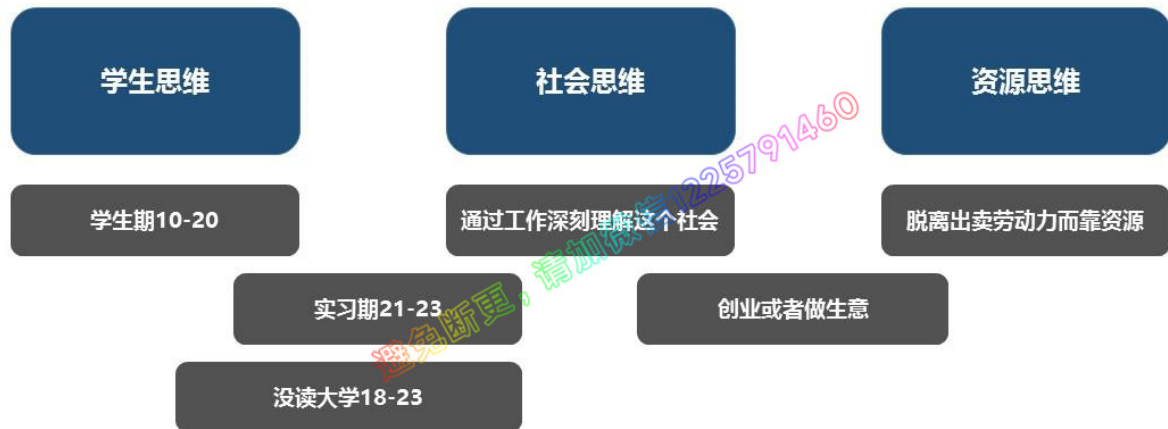 学生思维
社会思维
资源思维
学生期10-20
通过工作深刻理解这个社会
脱离出卖劳动力而靠资源
实习期21-23
创业或者做生意
没读大学18-23
避免断更，请加微信1225791460